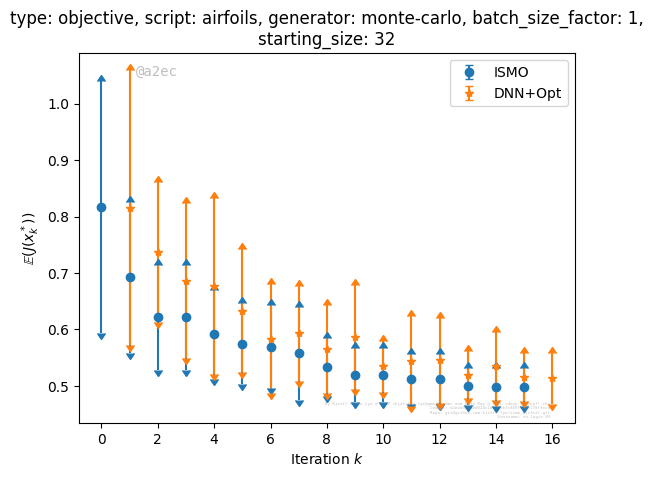 type: objective, script: airfoils, generator: monte-carlo, batch_size_factor: 1,
starting_size: 32
@a2ec
ISMO
DNN+Opt
𝔼(J(x*k))
1.0
0.9
0.8
0.7
0.6
0.5
0 2 4 6 8 10 12 14 16
Iteration k